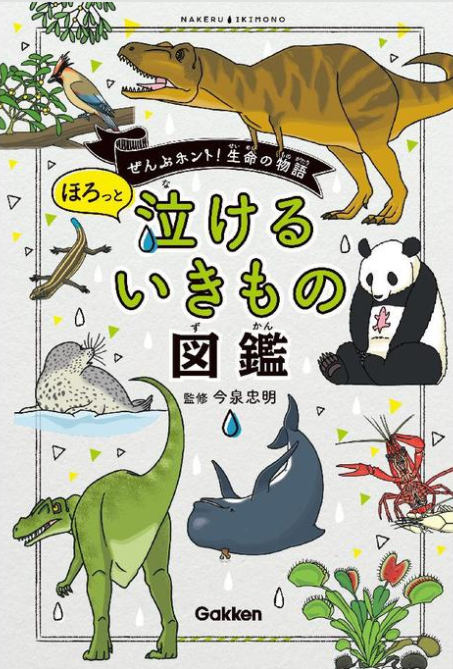 NAKERU IKIMONO
ぜんぶホント!生命の物語
ほろっと
泣ける
いきもの
図鑑
監修 今泉忠明
Gakken